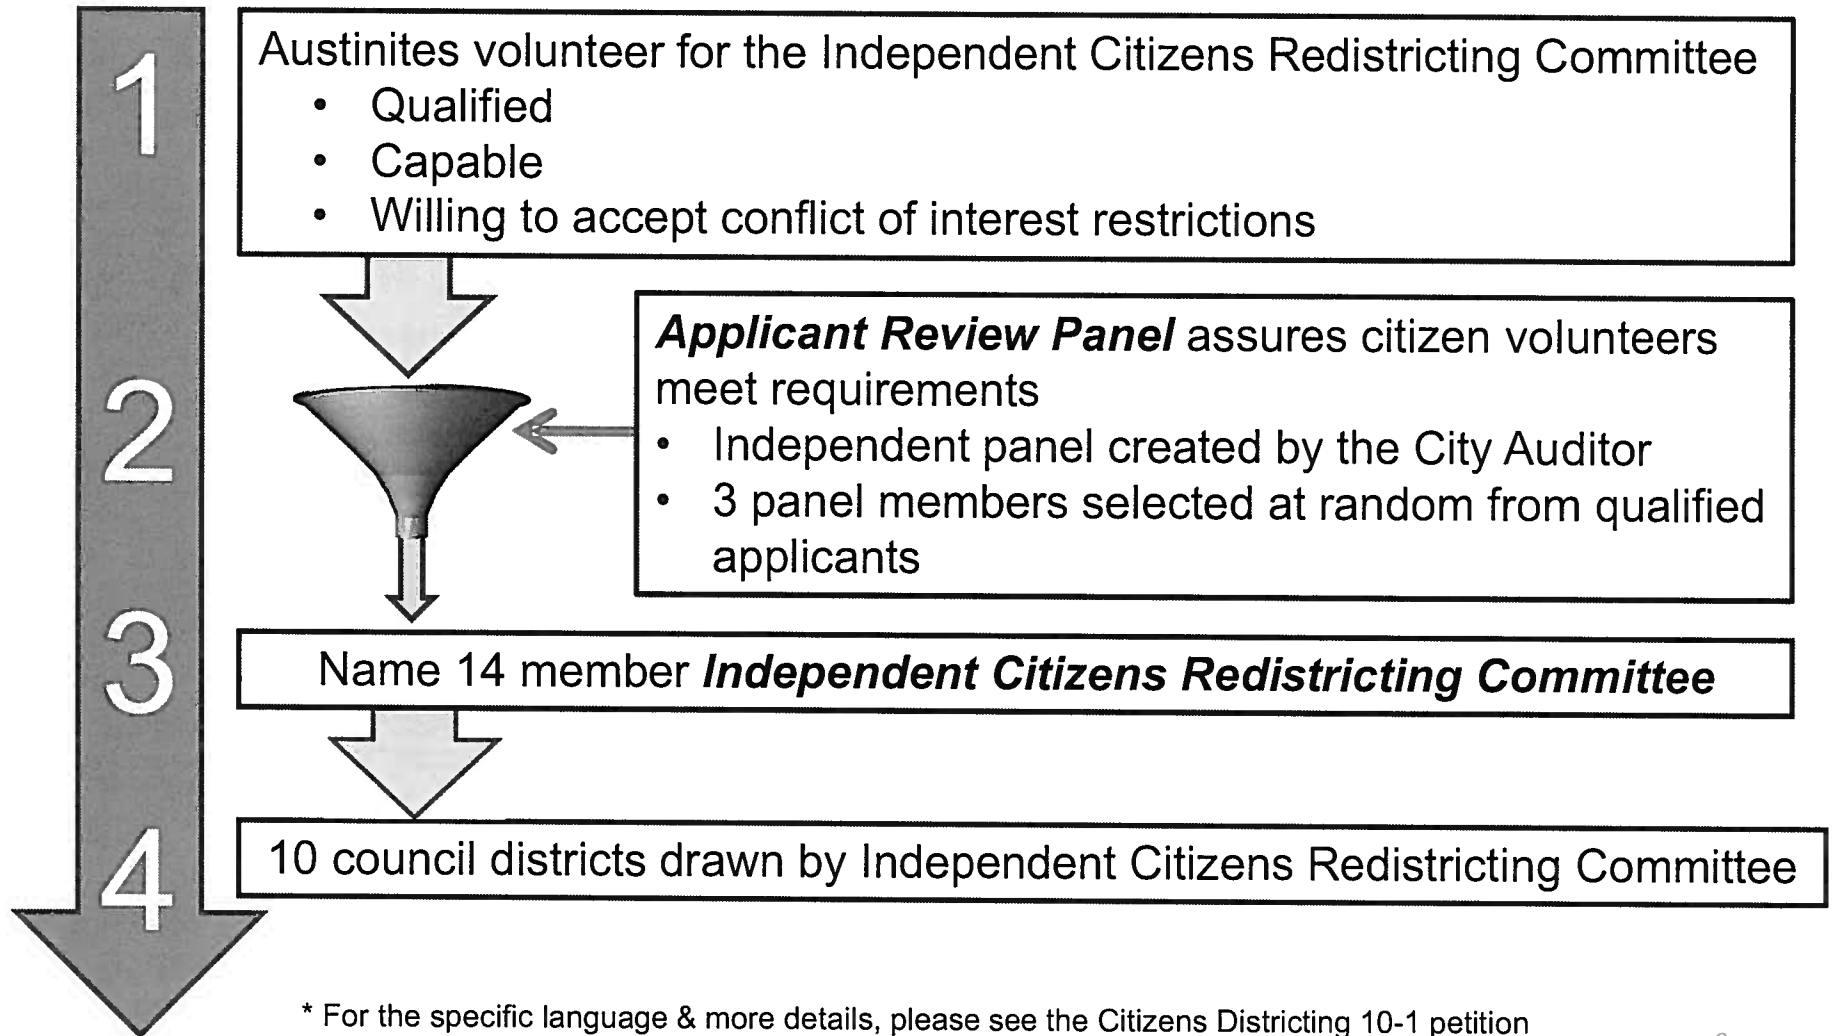 1
Austinites volunteer for the Independent Citizens Redistricting Committee
• Qualified
• Capable
• Willing to accept conflict of interest restrictions
2
Applicant Review Panel assures citizen volunteers
meet requirements
• Independent panel created by the City Auditor
• 3 panel members selected at random from qualified
applicants
3
Name 14 member Independent Citizens Redistricting Committee
4
10 council districts drawn by Independent Citizens Redistricting Committee
* For the specific language & more details, please see the Citizens Districting 10-1 petition